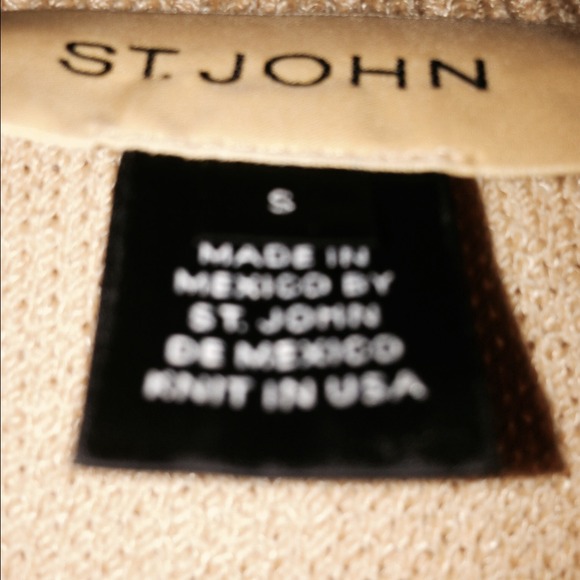 ST. JOHN
S
MADE IN
MEXICO BY
ST. JOHN
DE MEXICO
KNIT IN USA